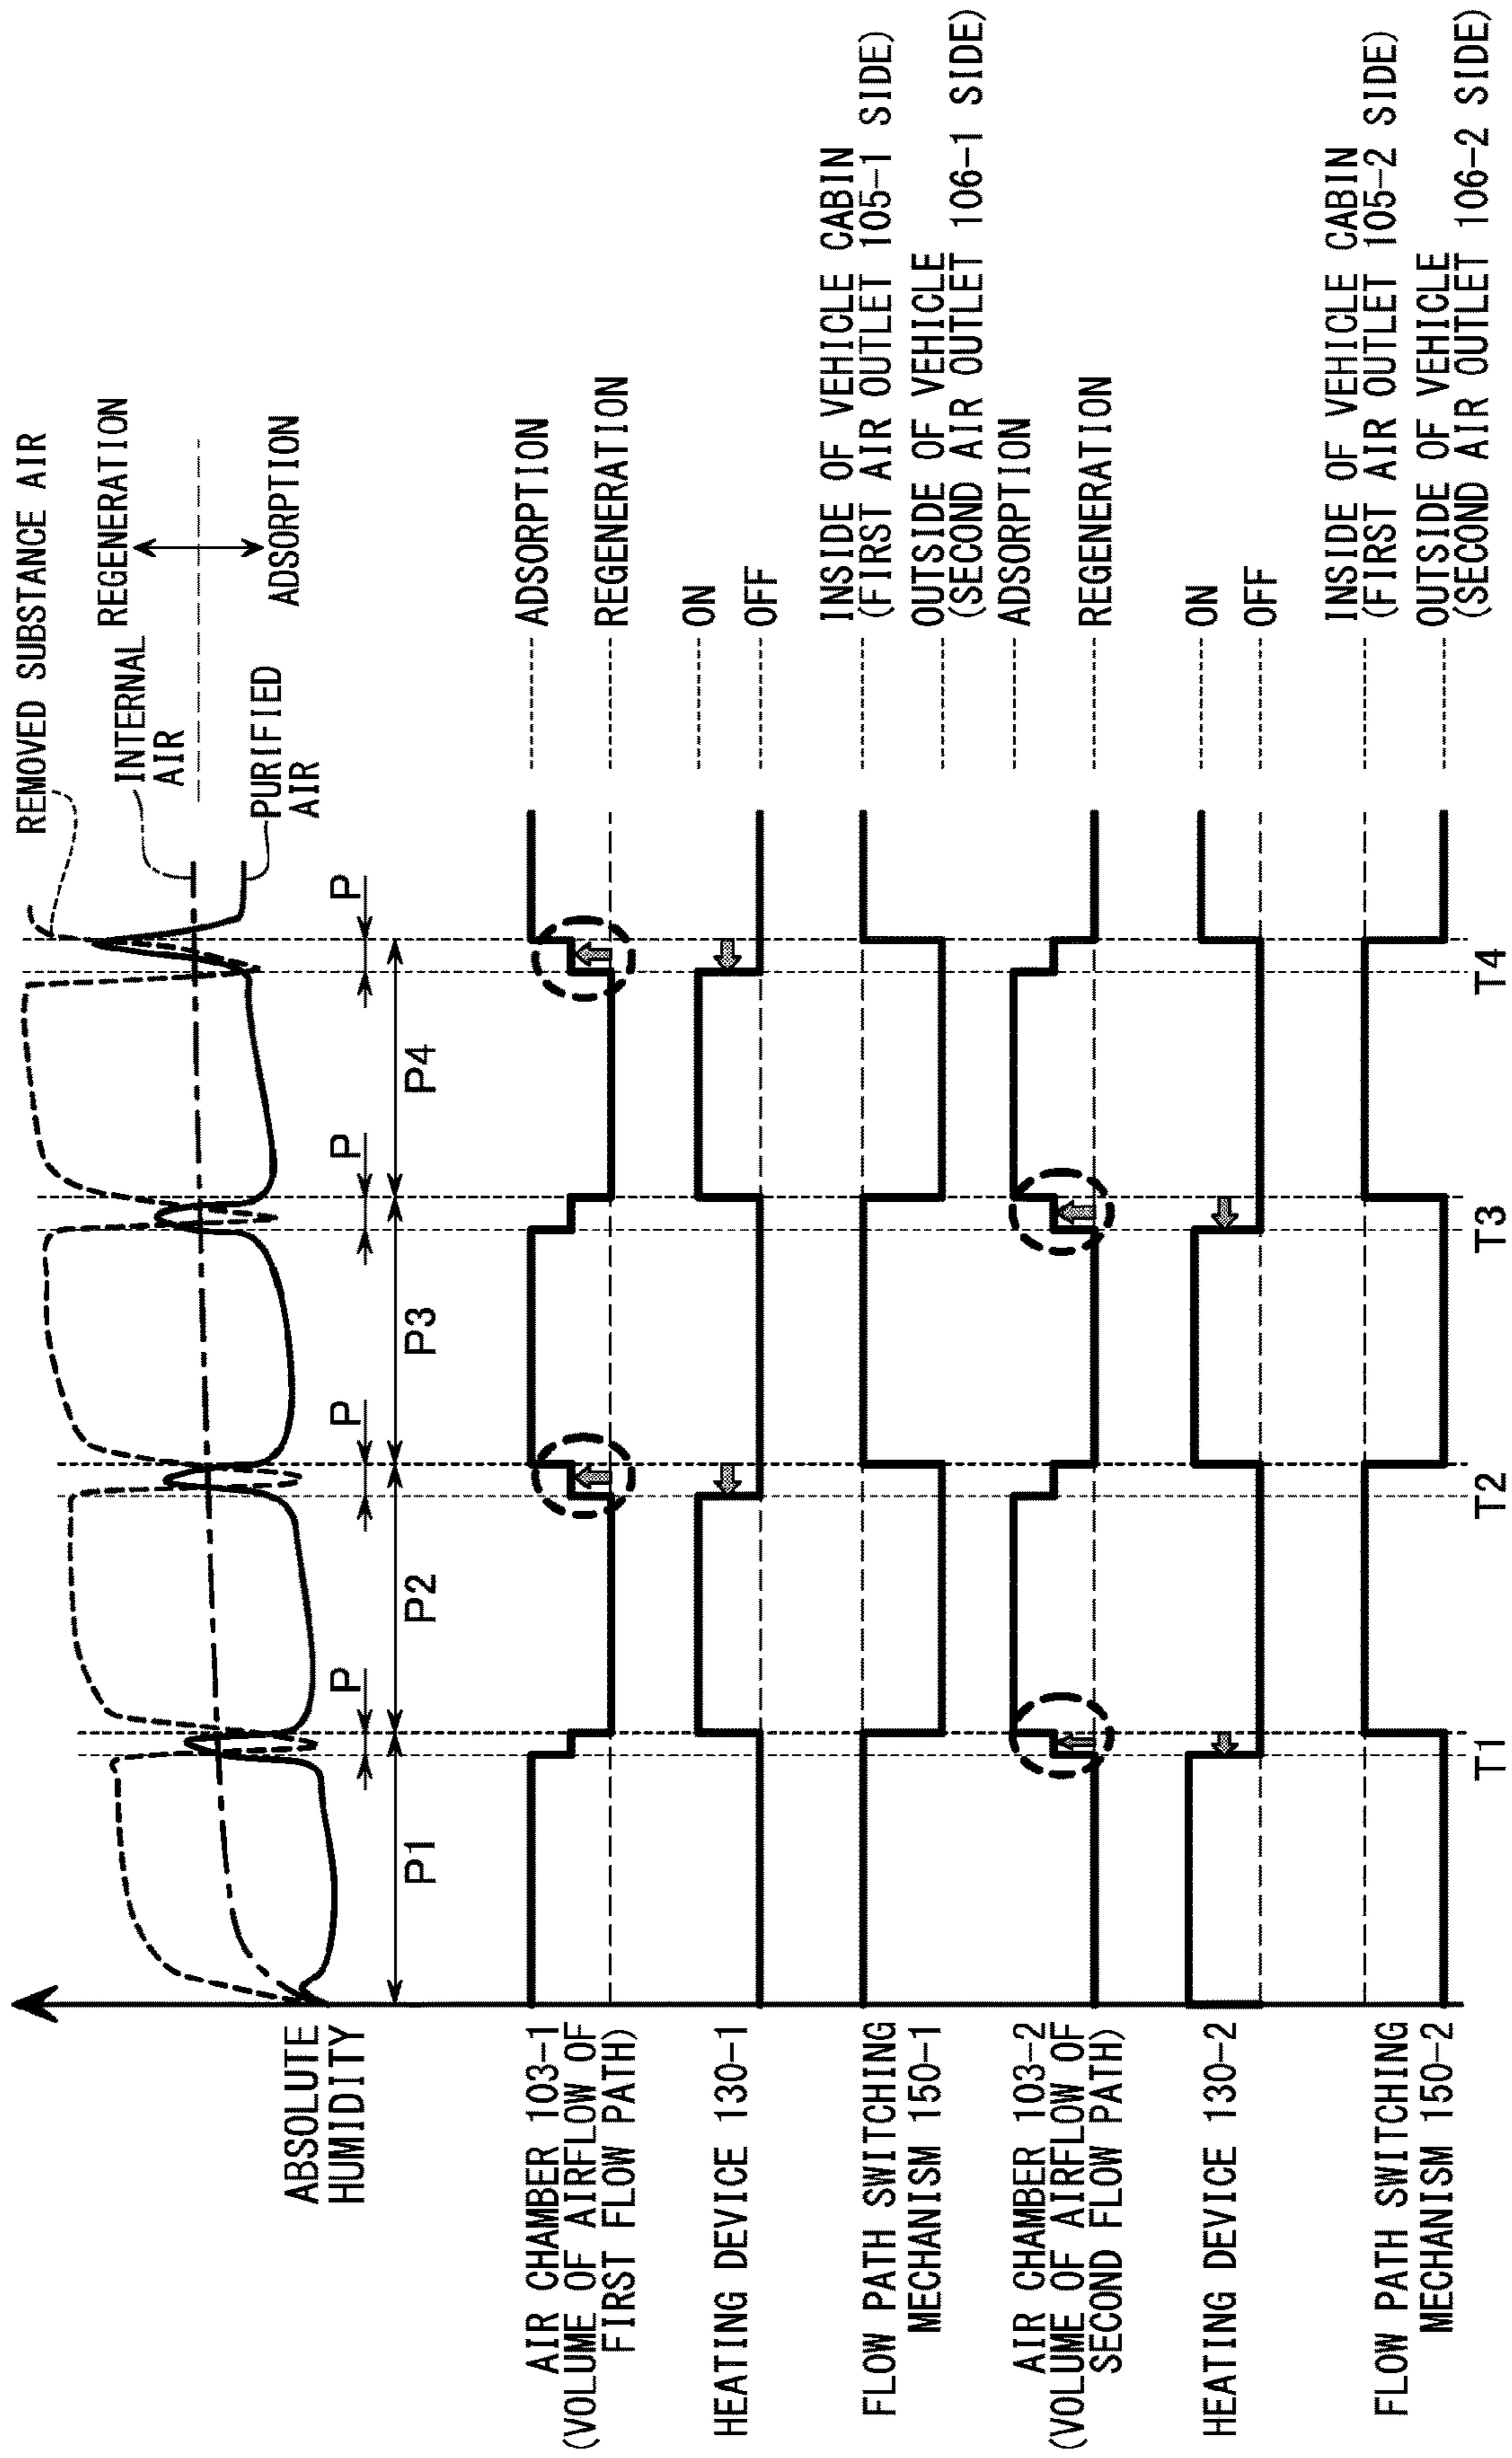 REMOVED SUBSTANCE AIR
INTERNAL
AIR
REGENERATION
PURIFIED
AIR
ADSORPTION
ABSOLUTE
HUMIDITY
P
P
P
P
P1
P2
P3
P4
AIR CHAMBER 103-1
(VOLUME OF AIRFLOW OF
FIRST FLOW PATH)
ADSORPTION
REGENERATION
HEATING DEVICE 130-1
ON
OFF
FLOW PATH SWITCHING
MECHANISM 150-1
INSIDE OF VEHICLE CABIN
(FIRST AIR OUTLET 105-1 SIDE)
OUTSIDE OF VEHICLE
(SECOND AIR OUTLET 106-1 SIDE)
AIR CHAMBER 103-2
(VOLUME OF AIRFLOW OF
SECOND FLOW PATH)
ADSORPTION
REGENERATION
HEATING DEVICE 130-2
ON
OFF
FLOW PATH SWITCHING
MECHANISM 150-2
INSIDE OF VEHICLE CABIN
(FIRST AIR OUTLET 105-2 SIDE)
OUTSIDE OF VEHICLE
(SECOND AIR OUTLET 106-2 SIDE)
T1
T2
T3
T4